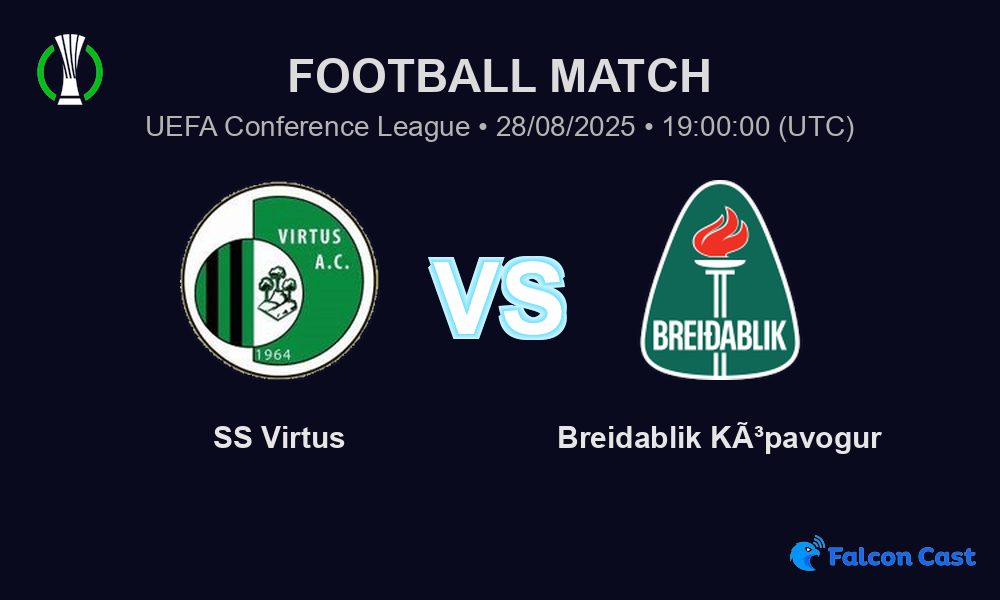 FOOTBALL MATCH
UEFA Conference League • 28/08/2025 • 19:00:00 (UTC)
VIRTUS
A.C.
1964
VS
BREIÐABLIK
SS Virtus
Breidablik KÃ³pavogur
Falcon Cast